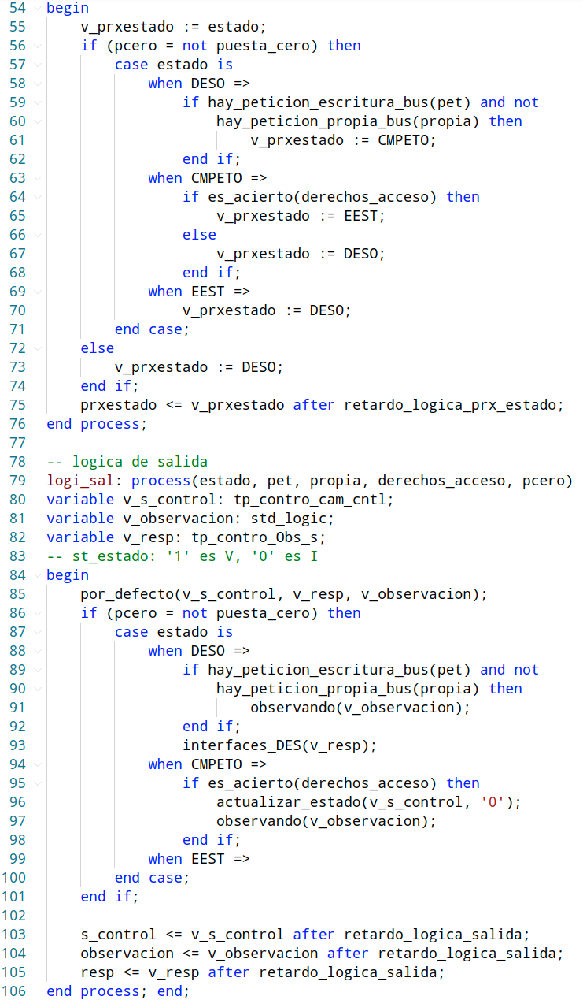 54 begin
55     v_prxestado := estado;
56     if (pcero = not puesta_cero) then
57         case estado is
58             when DESO =>
59                 if hay_peticion_escritura_bus(pet) and not
60                     hay_peticion_propia_bus(propia) then
61                         v_prxestado := CMPETO;
62                 end if;
63             when CMPETO =>
64                 if es_acierto(derechos_acceso) then
65                     v_prxestado := EEST;
66                 else
67                     v_prxestado := DESO;
68                 end if;
69             when EEST =>
70                 v_prxestado := DESO;
71         end case;
72     else
73         v_prxestado := DESO;
74     end if;
75     prxestado <= v_prxestado after retardo_logica_prx_estado;
76 end process;
77
78 -- logica de salida
79 logi_sal: process(estado, pet, propia, derechos_acceso, pcero)
80 variable v_s_control: tp_contro_cam_cntl;
81 variable v_observacion: std_logic;
82 variable v_resp: tp_contro_Obs_s;
83 -- st_estado: '1' es V, '0' es I
84 begin
85     por_defecto(v_s_control, v_resp, v_observacion);
86     if (pcero = not puesta_cero) then
87         case estado is
88             when DESO =>
89                 if hay_peticion_escritura_bus(pet) and not
90                     hay_peticion_propia_bus(propia) then
91                         observando(v_observacion);
92                 end if;
93                 interfaces_DES(v_resp);
94             when CMPETO =>
95                 if es_acierto(derechos_acceso) then
96                     actualizar_estado(v_s_control, '0');
97                     observando(v_observacion);
98                 end if;
99             when EEST =>
100         end case;
101     end if;
102
103     s_control <= v_s_control after retardo_logica_salida;
104     observacion <= v_observacion after retardo_logica_salida;
105     resp <= v_resp after retardo_logica_salida;
106 end process; end;